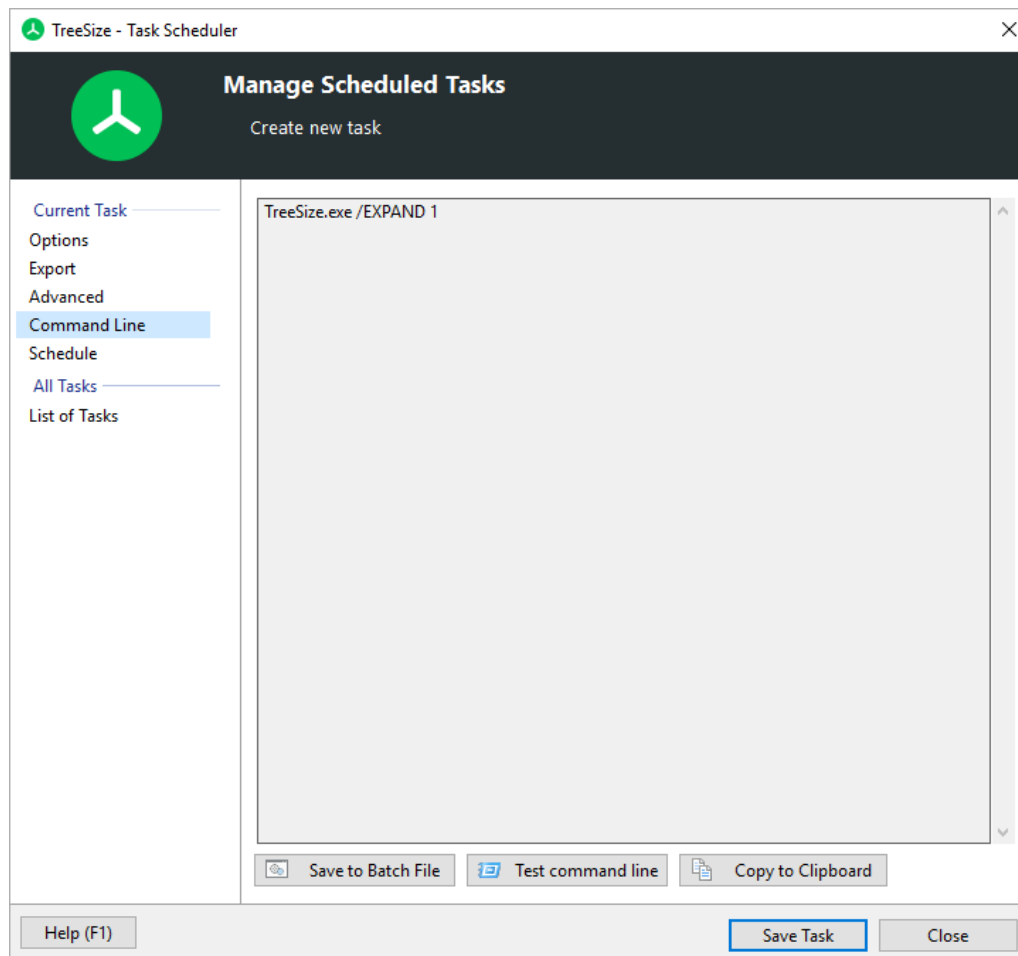 TreeSize - Task Scheduler
Manage Scheduled Tasks
Create new task
Current Task
Options
Export
Advanced
Command Line
Schedule
All Tasks
List of Tasks
TreeSize.exe /EXPAND 1
Save to Batch File
Test command line
Copy to Clipboard
Help (F1)
Save Task
Close